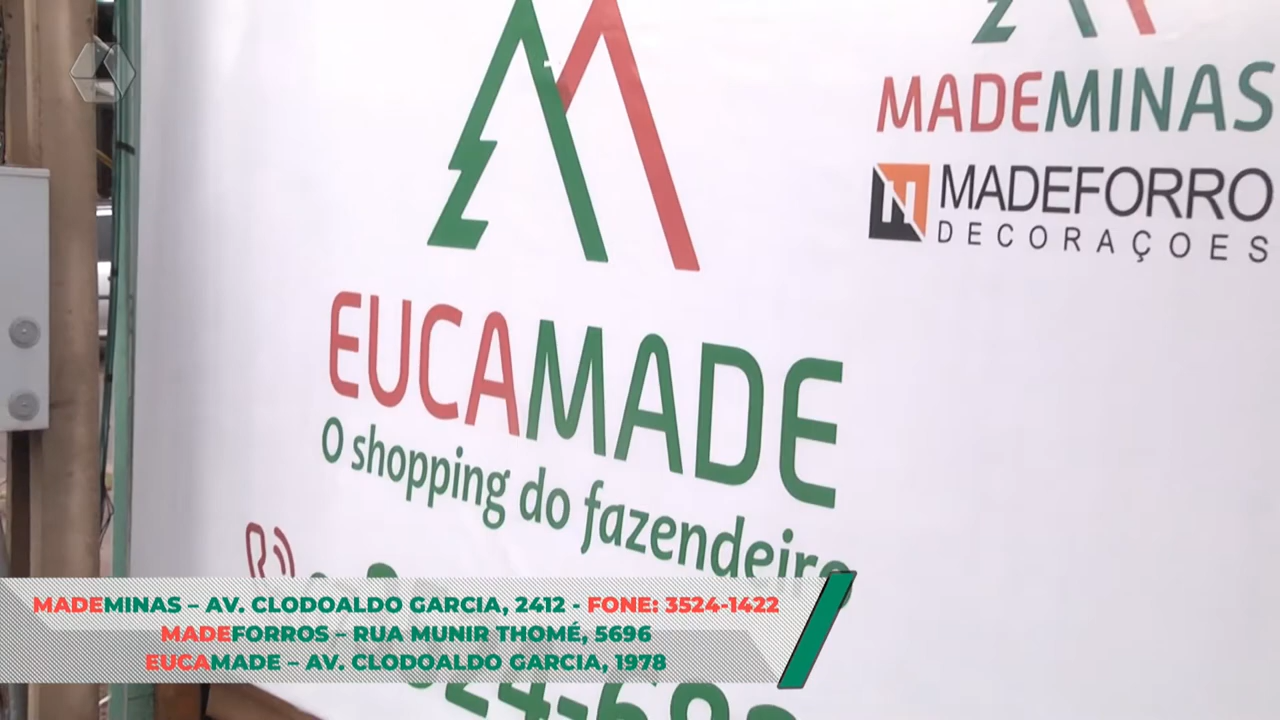 MADEMINAS
MADEFORRO
DECORAÇOES
EUCAMADE
O shopping do fazendeiro
MADEMINAS – AV. CLODOALDO GARCIA, 2412 - FONE: 3524-1422
MADEFORROS – RUA MUNIR THOMÉ, 5696
EUCAMADE – AV. CLODOALDO GARCIA, 1978